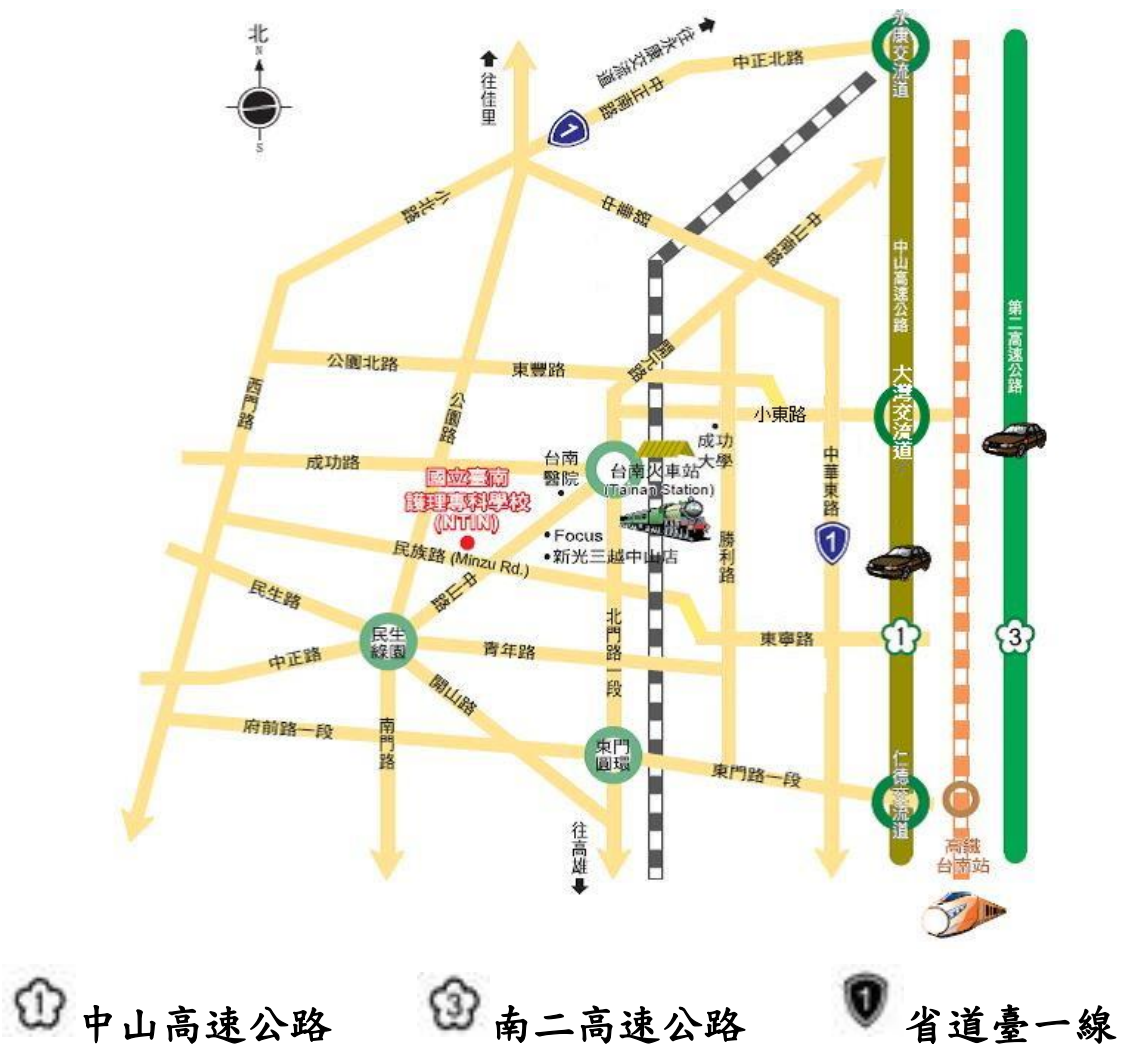 北
N
S
往佳里
往永康交流道
中正南路
1
中正北路
永康交流道
小北路
中華路
中山南路
中山高速公路
第二高速公路
公園北路
東豐路
開元路
西門路
公園路
小東路
大灣交流道
成功路
台南
醫院
台南火車站
(Tainan Station)
成功
大學
中華東路
國立臺南
護理專科學校
(NTIN)
Focus
新光三越中山店
民族路 (Minzu Rd.)
中山路
勝利路
1
民生路
民生
綠園
中正路
青年路
北門路一段
東寧路
1
3
開山路
府前路一段
南門路
東門
圓環
東門路一段
仁德交流道
高鐵
台南站
往高雄
1 中山高速公路
3 南二高速公路
1 省道臺一線